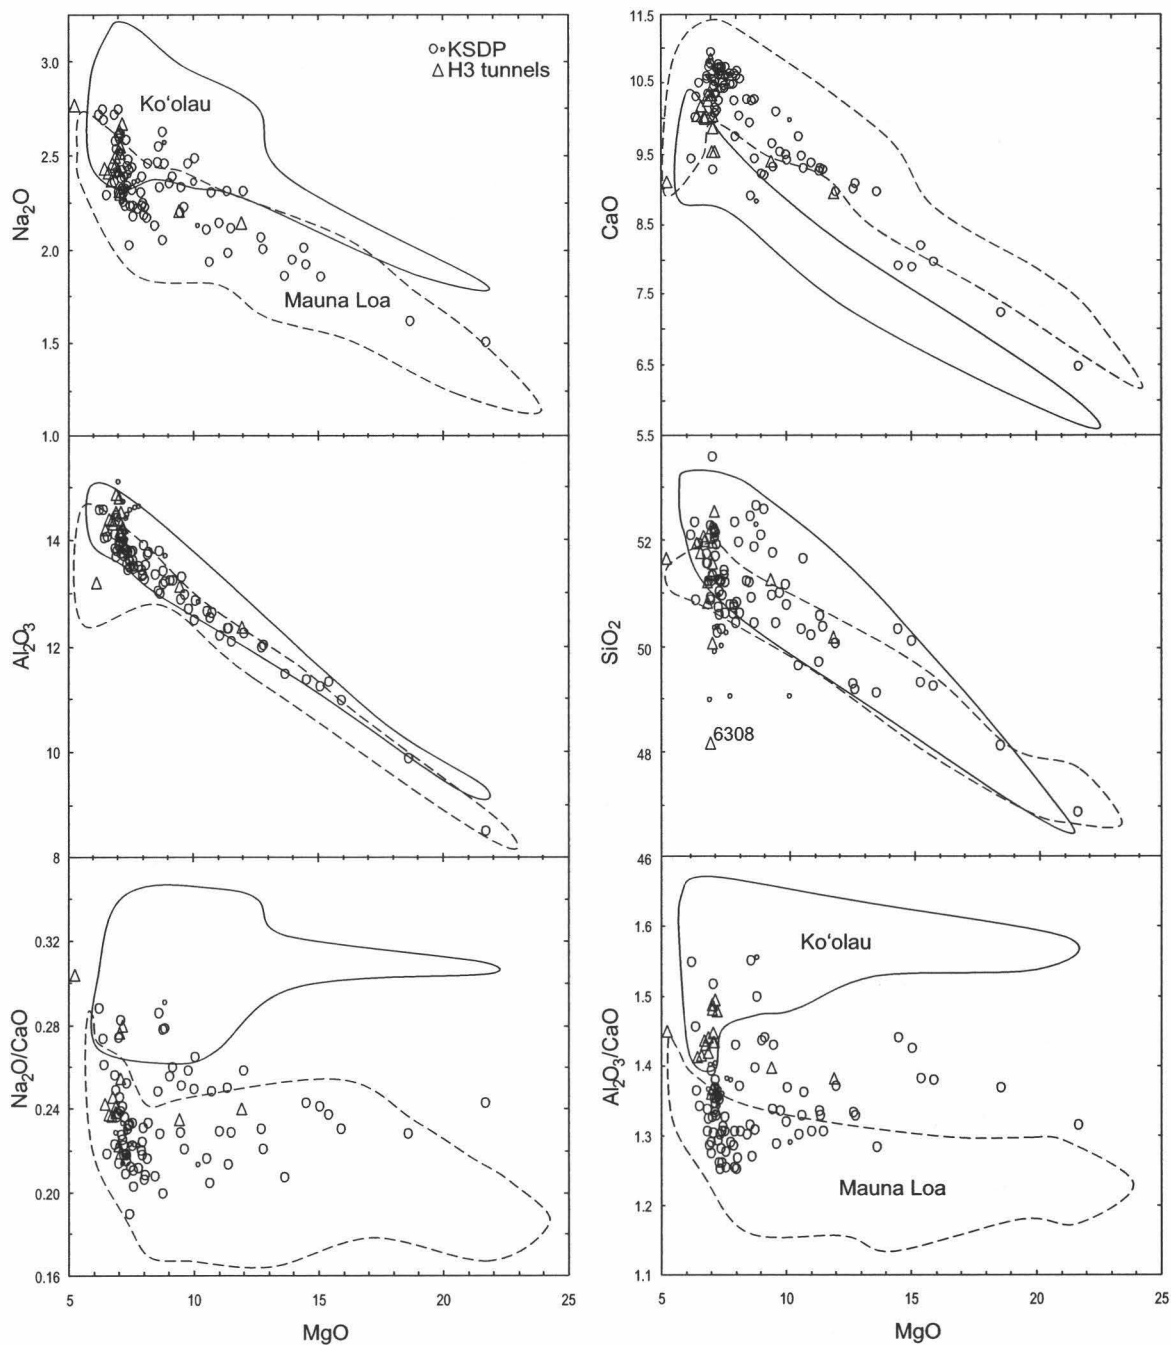 Na2O
3.0
2.5
2.0
1.5
1.0
Ko‘olau
Mauna Loa
KSDP
H3 tunnels
CaO
11.5
10.5
9.5
8.5
7.5
6.5
5.5
Al2O3
14
12
10
8
SiO2
52
50
48
46
6308
Na2O/CaO
0.32
0.28
0.24
0.20
0.16
5 10 15 20 25
MgO
Al2O3/CaO
1.6
1.5
1.4
1.3
1.2
1.1
Ko‘olau
Mauna Loa
5 10 15 20 25
MgO